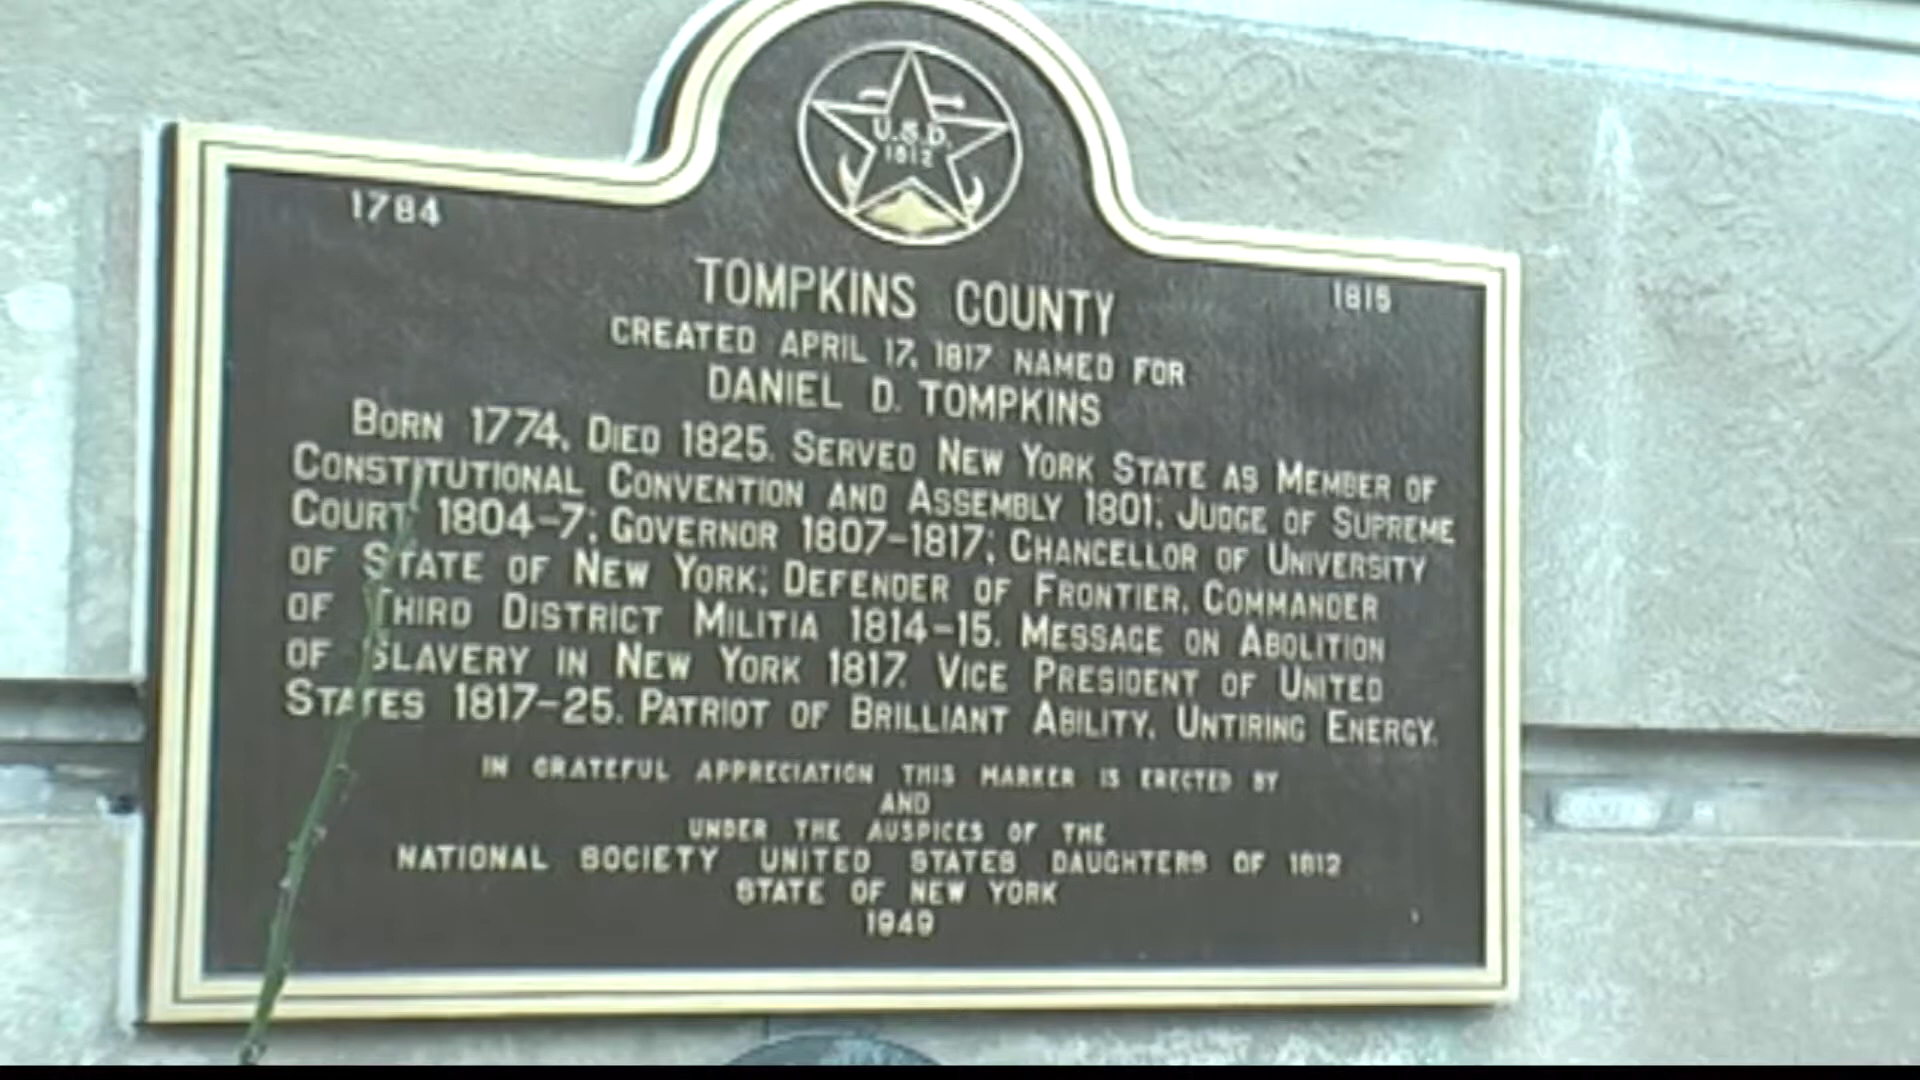 U.S.D.
1812
1784
1815
TOMPKINS COUNTY
CREATED APRIL 17, 1817 NAMED FOR
DANIEL D. TOMPKINS
BORN 1774, DIED 1825. SERVED NEW YORK STATE AS MEMBER OF
CONSTITUTIONAL CONVENTION AND ASSEMBLY 1801; JUDGE OF SUPREME
COURT 1804-7; GOVERNOR 1807-1817; CHANCELLOR OF UNIVERSITY
OF STATE OF NEW YORK; DEFENDER OF FRONTIER, COMMANDER
OF THIRD DISTRICT MILITIA 1814-15. MESSAGE ON ABOLITION
OF SLAVERY IN NEW YORK 1817. VICE PRESIDENT OF UNITED
STATES 1817-25. PATRIOT OF BRILLIANT ABILITY, UNTIRING ENERGY.
IN GRATEFUL APPRECIATION THIS MARKER IS ERECTED BY
AND
UNDER THE AUSPICES OF THE
NATIONAL SOCIETY UNITED STATES DAUGHTERS OF 1812
STATE OF NEW YORK
1949